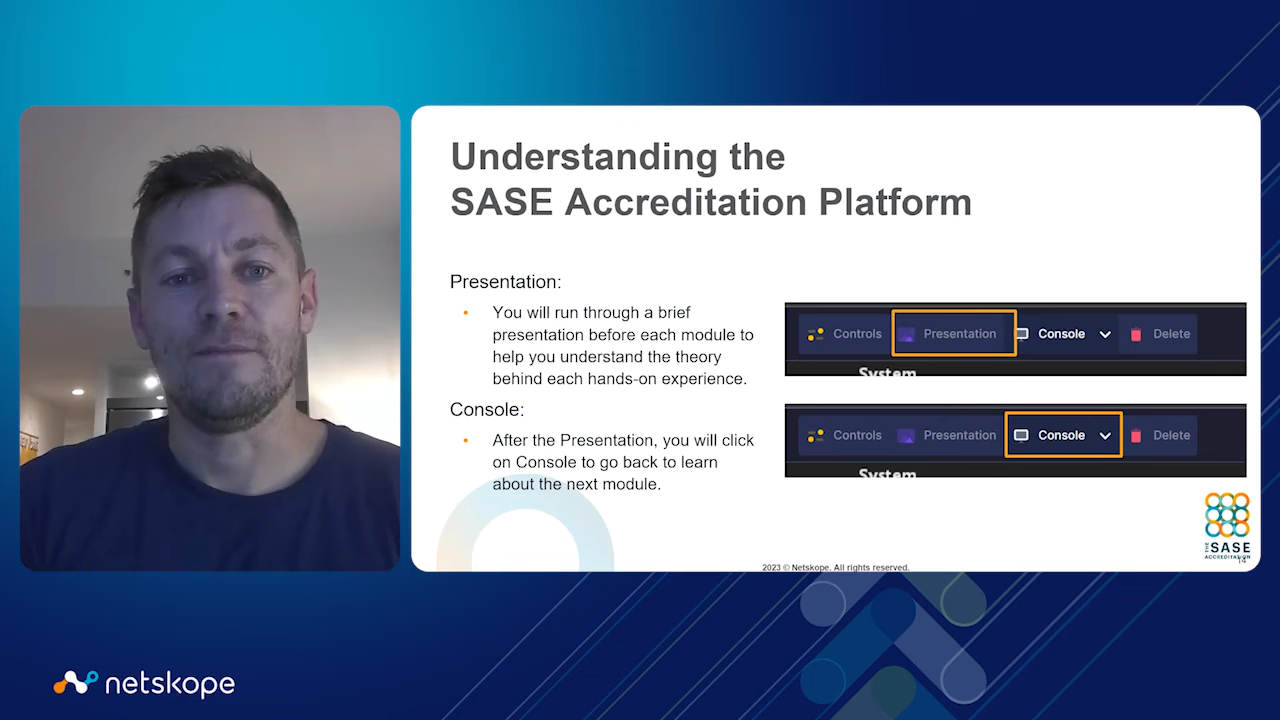 Understanding the
SASE Accreditation Platform
Presentation:
• You will run through a brief
presentation before each module to
help you understand the theory
behind each hands-on experience.
Console:
• After the Presentation, you will click
on Console to go back to learn
about the next module.
Controls Presentation Console Delete
System
Controls Presentation Console Delete
System
THE SASE
ACCREDITATION
14
2023 © Netskope. All rights reserved.
netskope